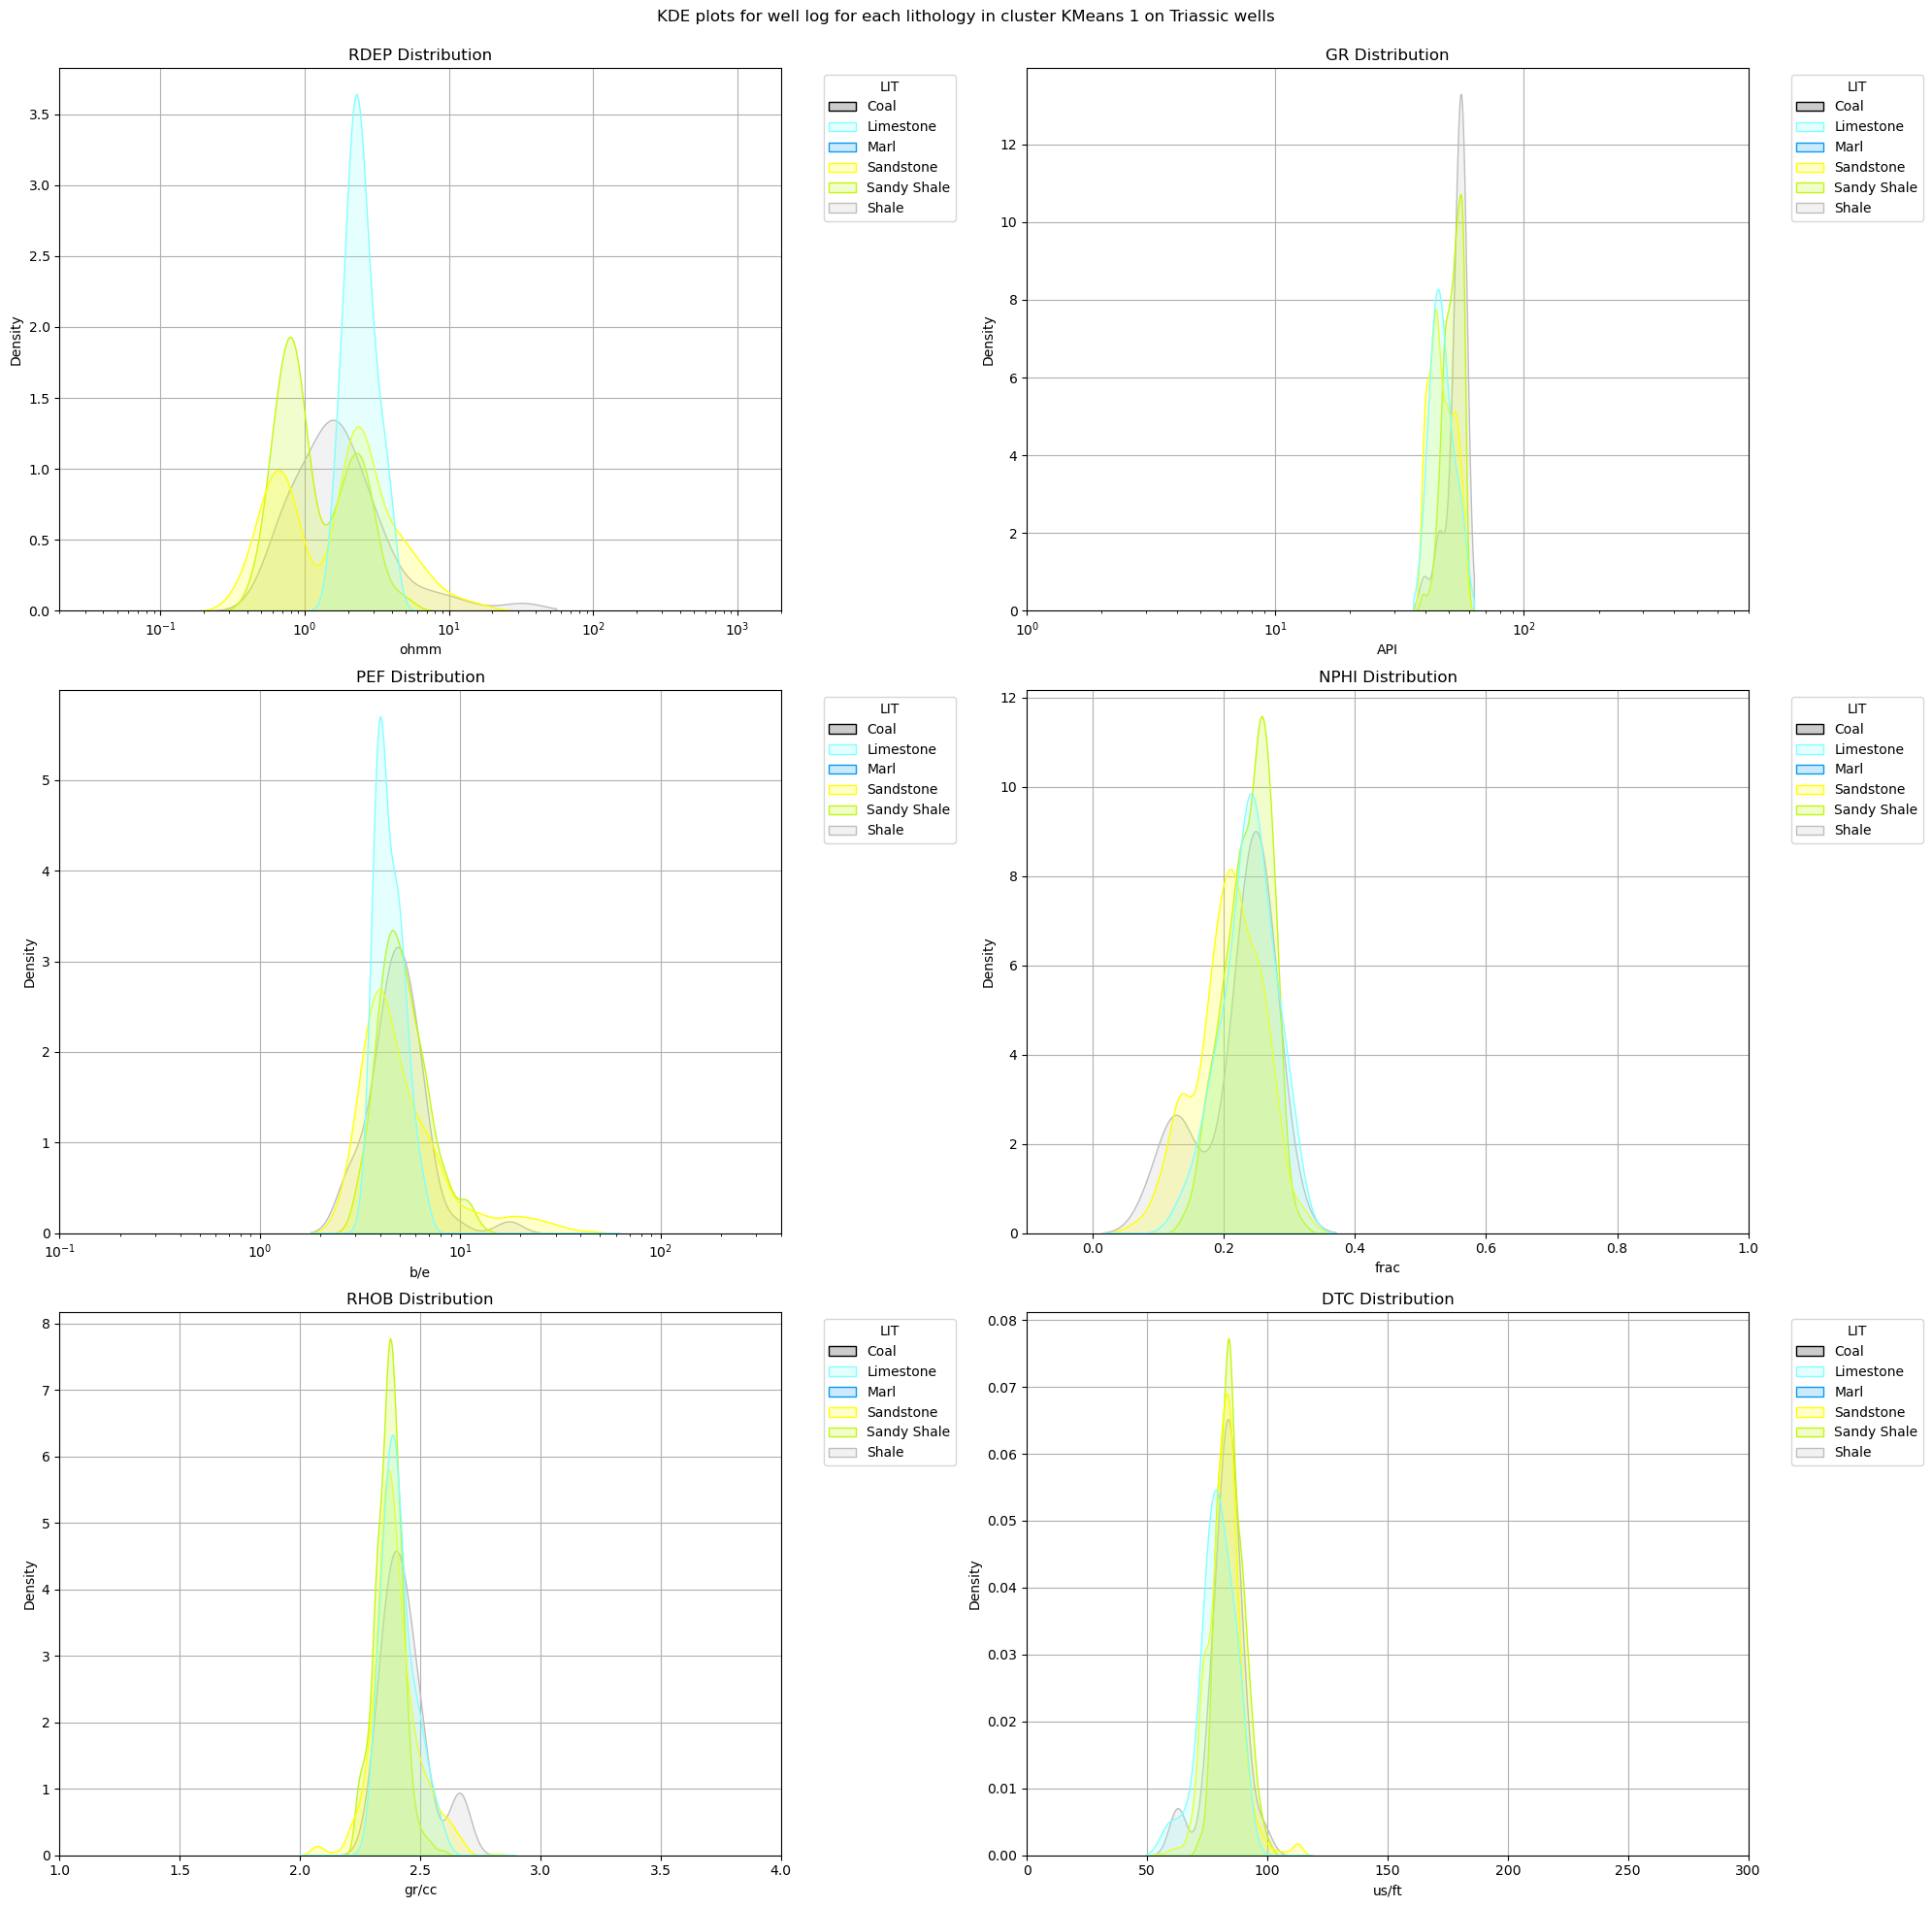 KDE plots for well log for each lithology in cluster KMeans 1 on Triassic wells
RDEP Distribution
Density
3.5
3.0
2.5
2.0
1.5
1.0
0.5
0.0
10⁻¹ 10⁰ 10¹ 10² 10³
ohmm
LIT
Coal
Limestone
Marl
Sandstone
Sandy Shale
Shale
GR Distribution
Density
12
10
8
6
4
2
0
10⁰ 10¹ 10²
API
LIT
Coal
Limestone
Marl
Sandstone
Sandy Shale
Shale
PEF Distribution
Density
5
4
3
2
1
0
10⁻¹ 10⁰ 10¹ 10²
b/e
LIT
Coal
Limestone
Marl
Sandstone
Sandy Shale
Shale
NPHI Distribution
Density
12
10
8
6
4
2
0
0.0 0.2 0.4 0.6 0.8 1.0
frac
LIT
Coal
Limestone
Marl
Sandstone
Sandy Shale
Shale
RHOB Distribution
Density
8
7
6
5
4
3
2
1
0
1.0 1.5 2.0 2.5 3.0 3.5 4.0
gr/cc
LIT
Coal
Limestone
Marl
Sandstone
Sandy Shale
Shale
DTC Distribution
Density
0.08
0.07
0.06
0.05
0.04
0.03
0.02
0.01
0.00
0 50 100 150 200 250 300
us/ft
LIT
Coal
Limestone
Marl
Sandstone
Sandy Shale
Shale